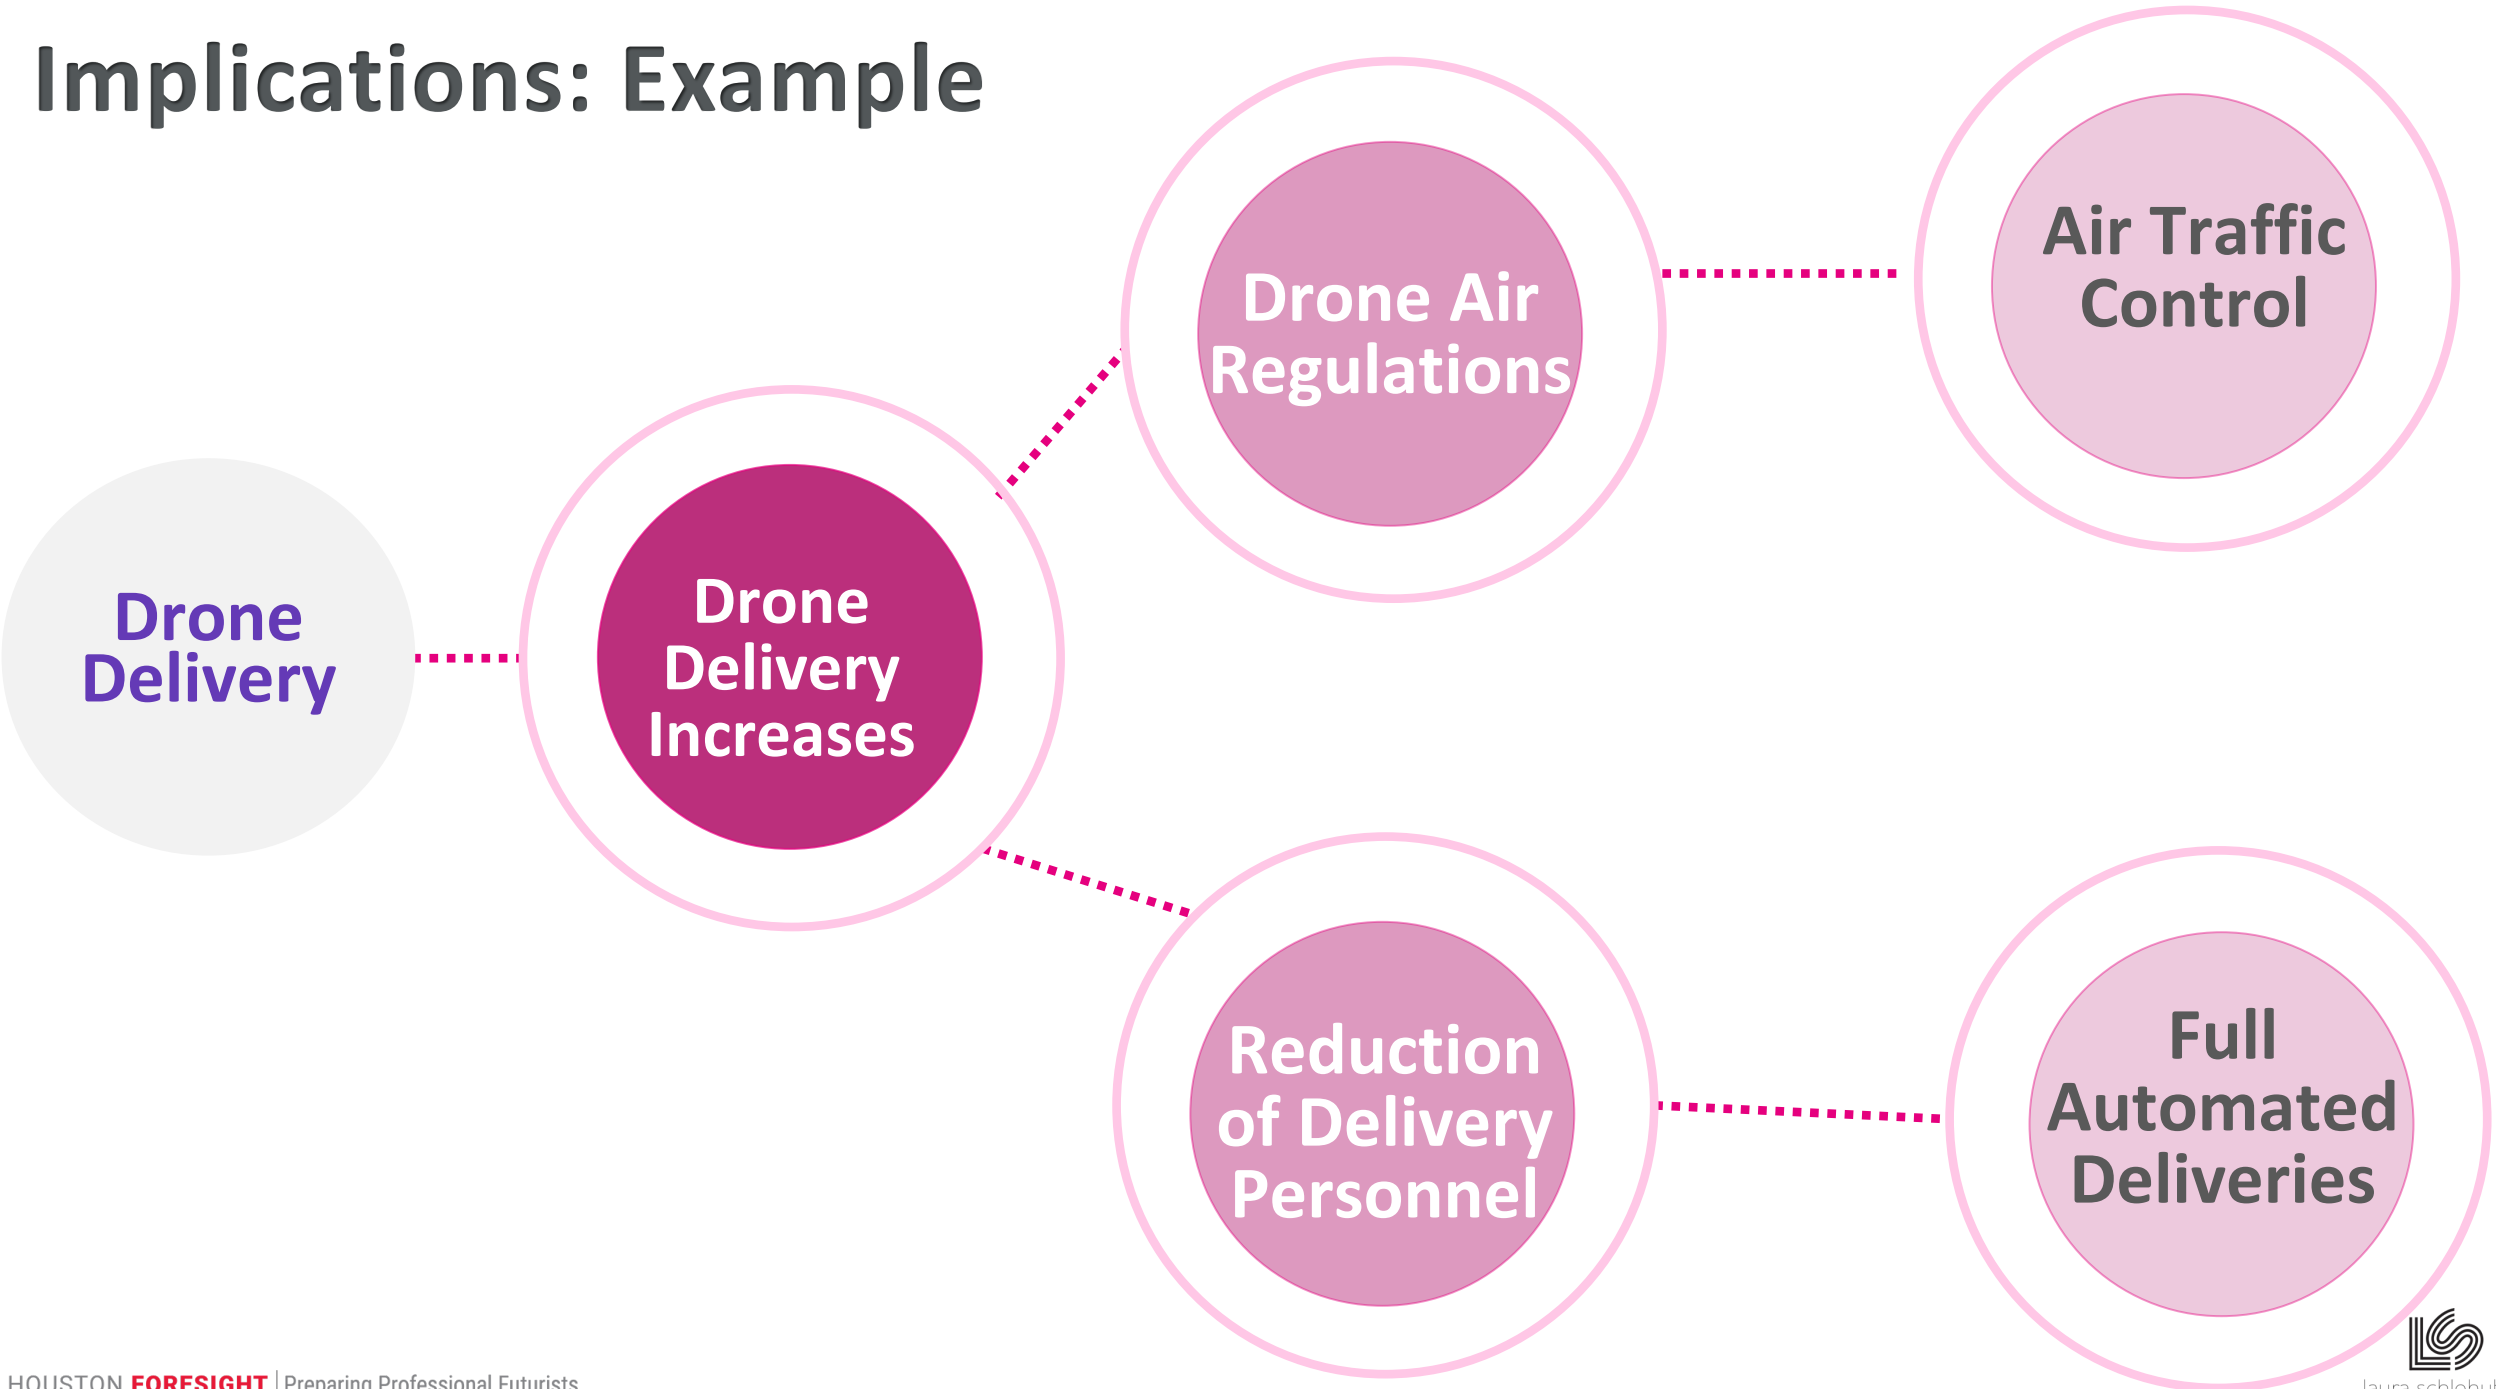 Implications: Example
Drone
Delivery
Drone
Delivery
Increases
Drone Air
Regulations
Air Traffic
Control
Reduction
of Delivery
Personnel
Full
Automated
Deliveries
HOUSTON FORESIGHT | Preparing Professional Futurists